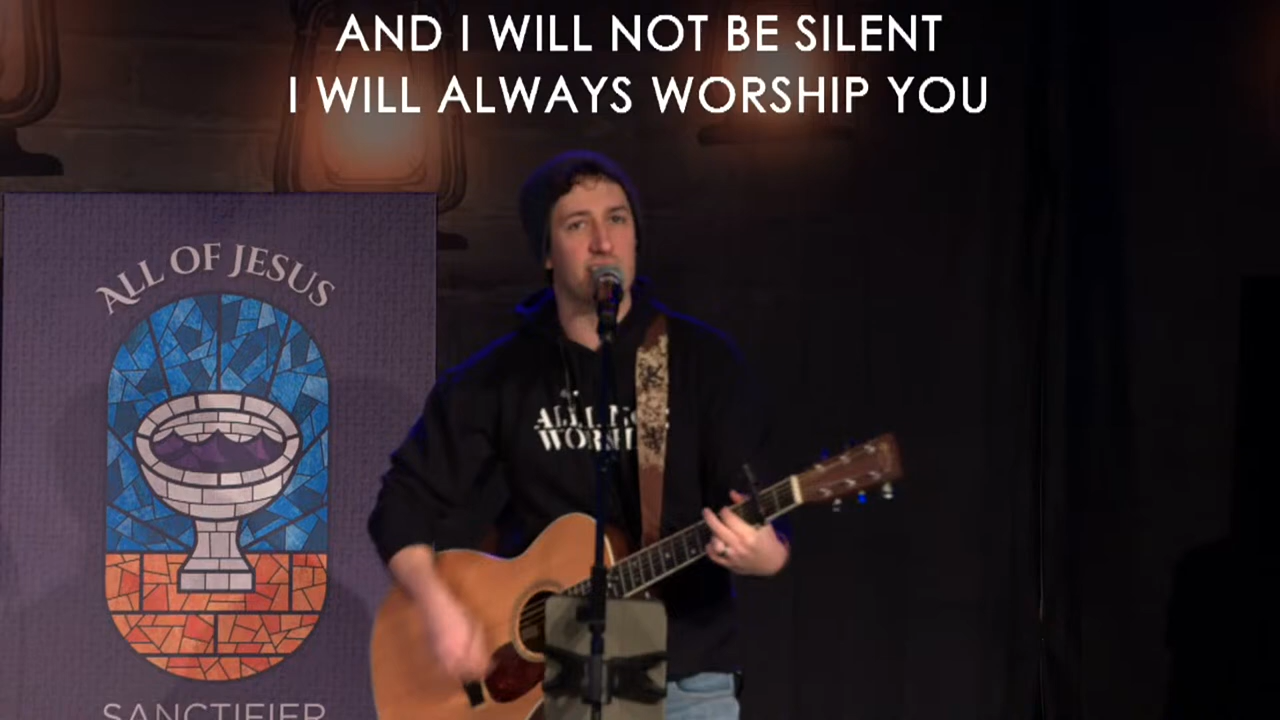 AND I WILL NOT BE SILENT
I WILL ALWAYS WORSHIP YOU
ALL OF JESUS
SANCTIFIER